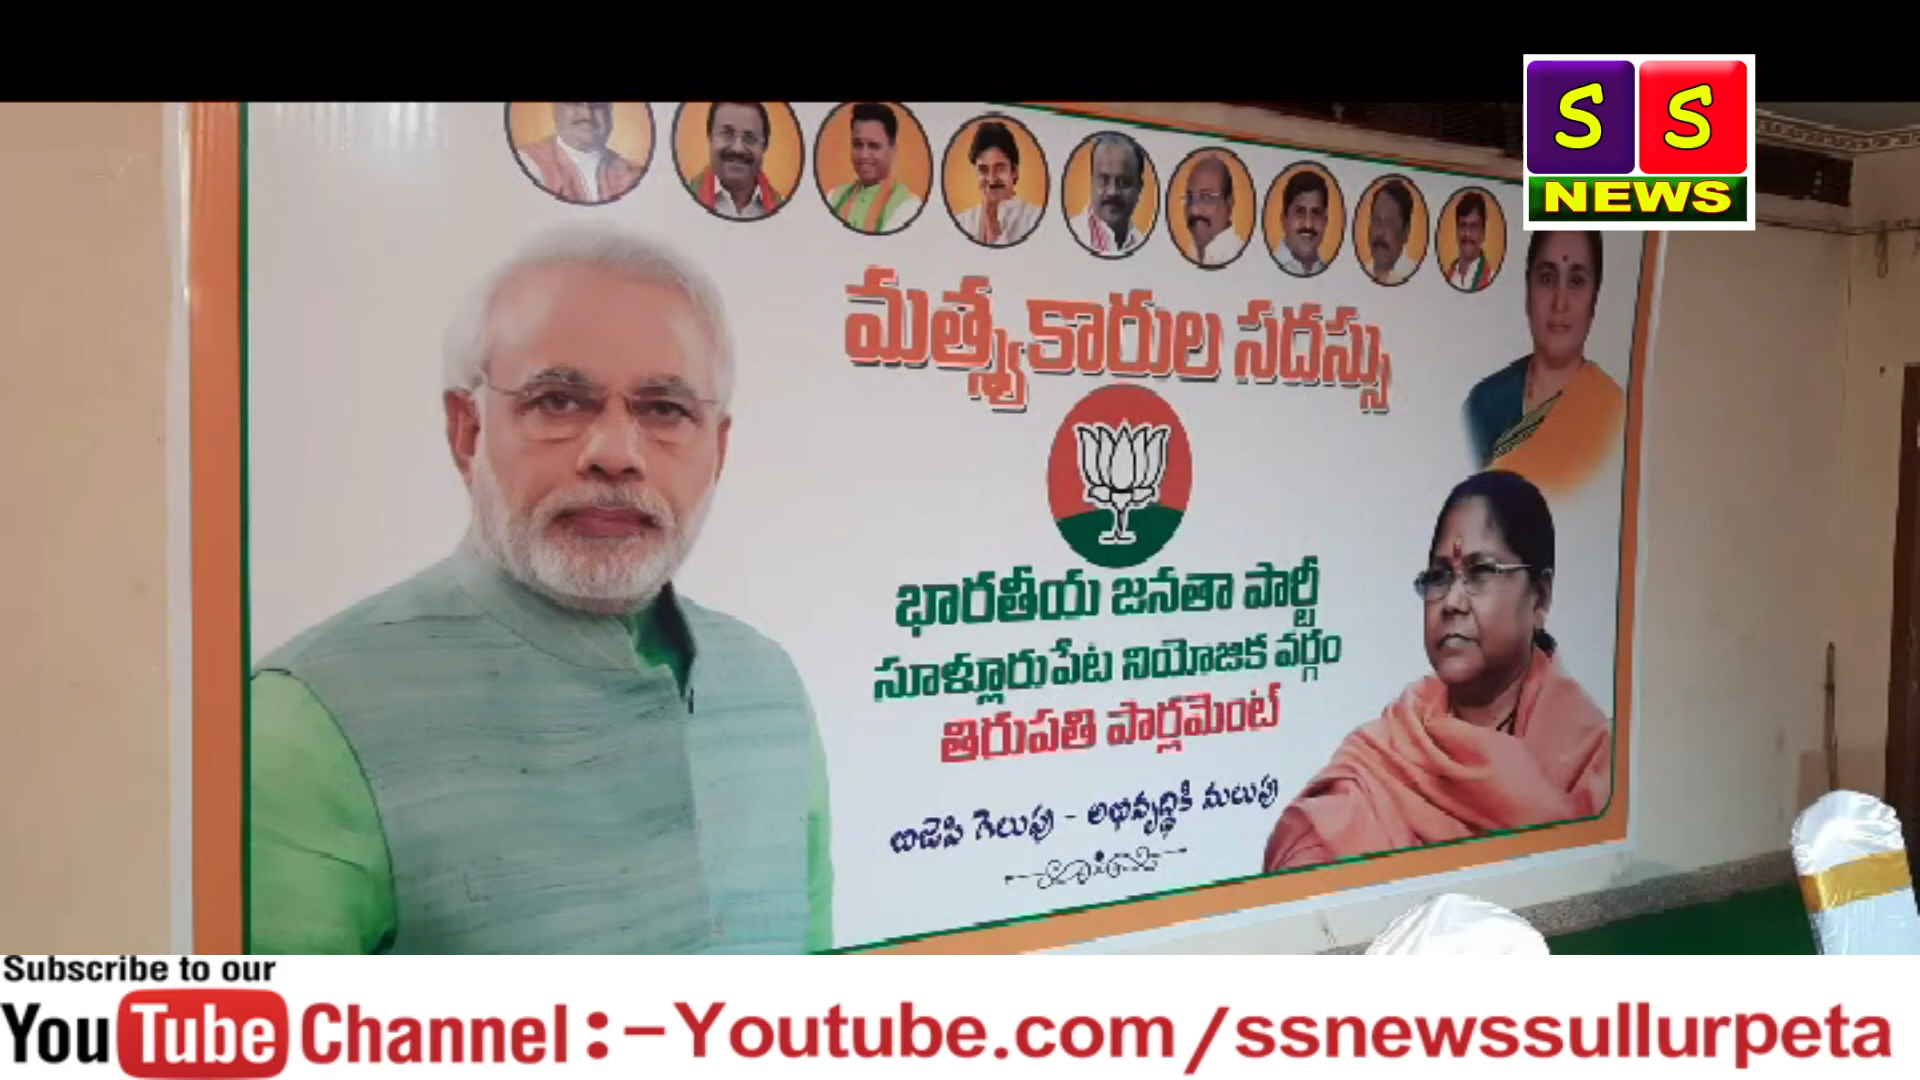 S S
NEWS
మత్స్యకారుల సదస్సు
భారతీయ జనతా పార్టీ
సూళ్ళూరుపేట నియోజక వర్గం
తిరుపతి పార్లమెంట్
బిజెపి గెలుపు - అభివృద్ధికి మలుపు
Subscribe to our
YouTube Channel :- Youtube.com/ssnewssullurpeta